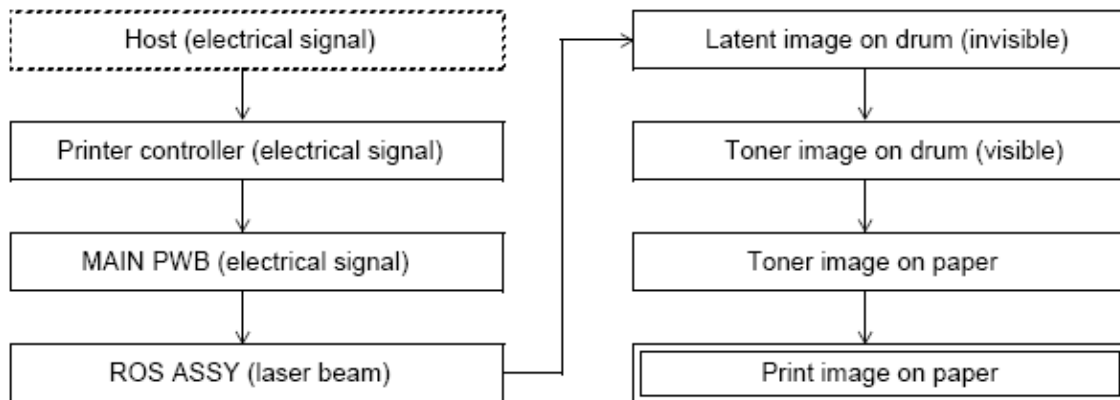 Host (electrical signal)
Printer controller (electrical signal)
MAIN PWB (electrical signal)
ROS ASSY (laser beam)
Latent image on drum (invisible)
Toner image on drum (visible)
Toner image on paper
Print image on paper